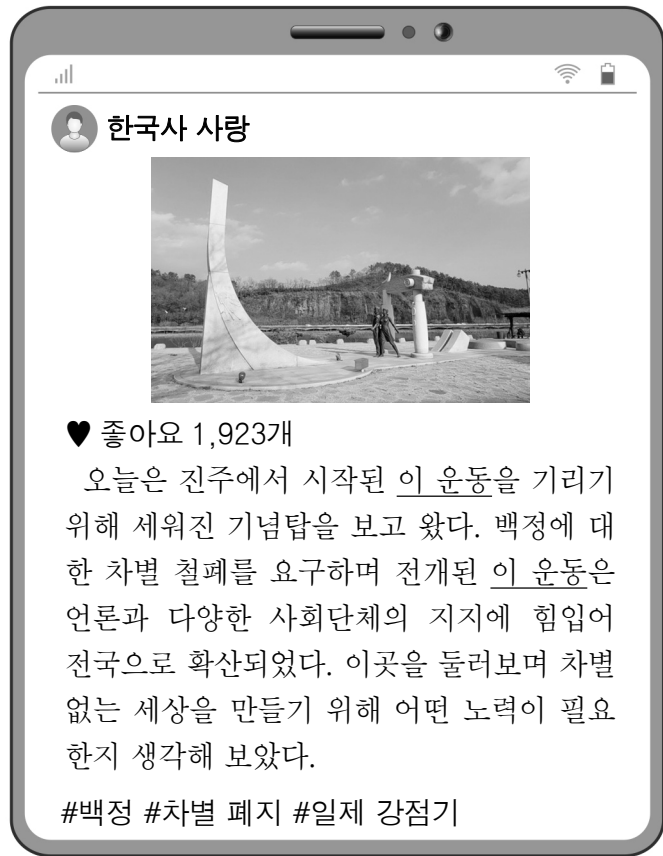 한국사 사랑
♥ 좋아요 1,923개
오늘은 진주에서 시작된 이 운동을 기리기
위해 세워진 기념탑을 보고 왔다. 백정에 대
한 차별 철폐를 요구하며 전개된 이 운동은
언론과 다양한 사회단체의 지지에 힘입어
전국으로 확산되었다. 이곳을 둘러보며 차별
없는 세상을 만들기 위해 어떤 노력이 필요
한지 생각해 보았다.
#백정 #차별 폐지 #일제 강점기